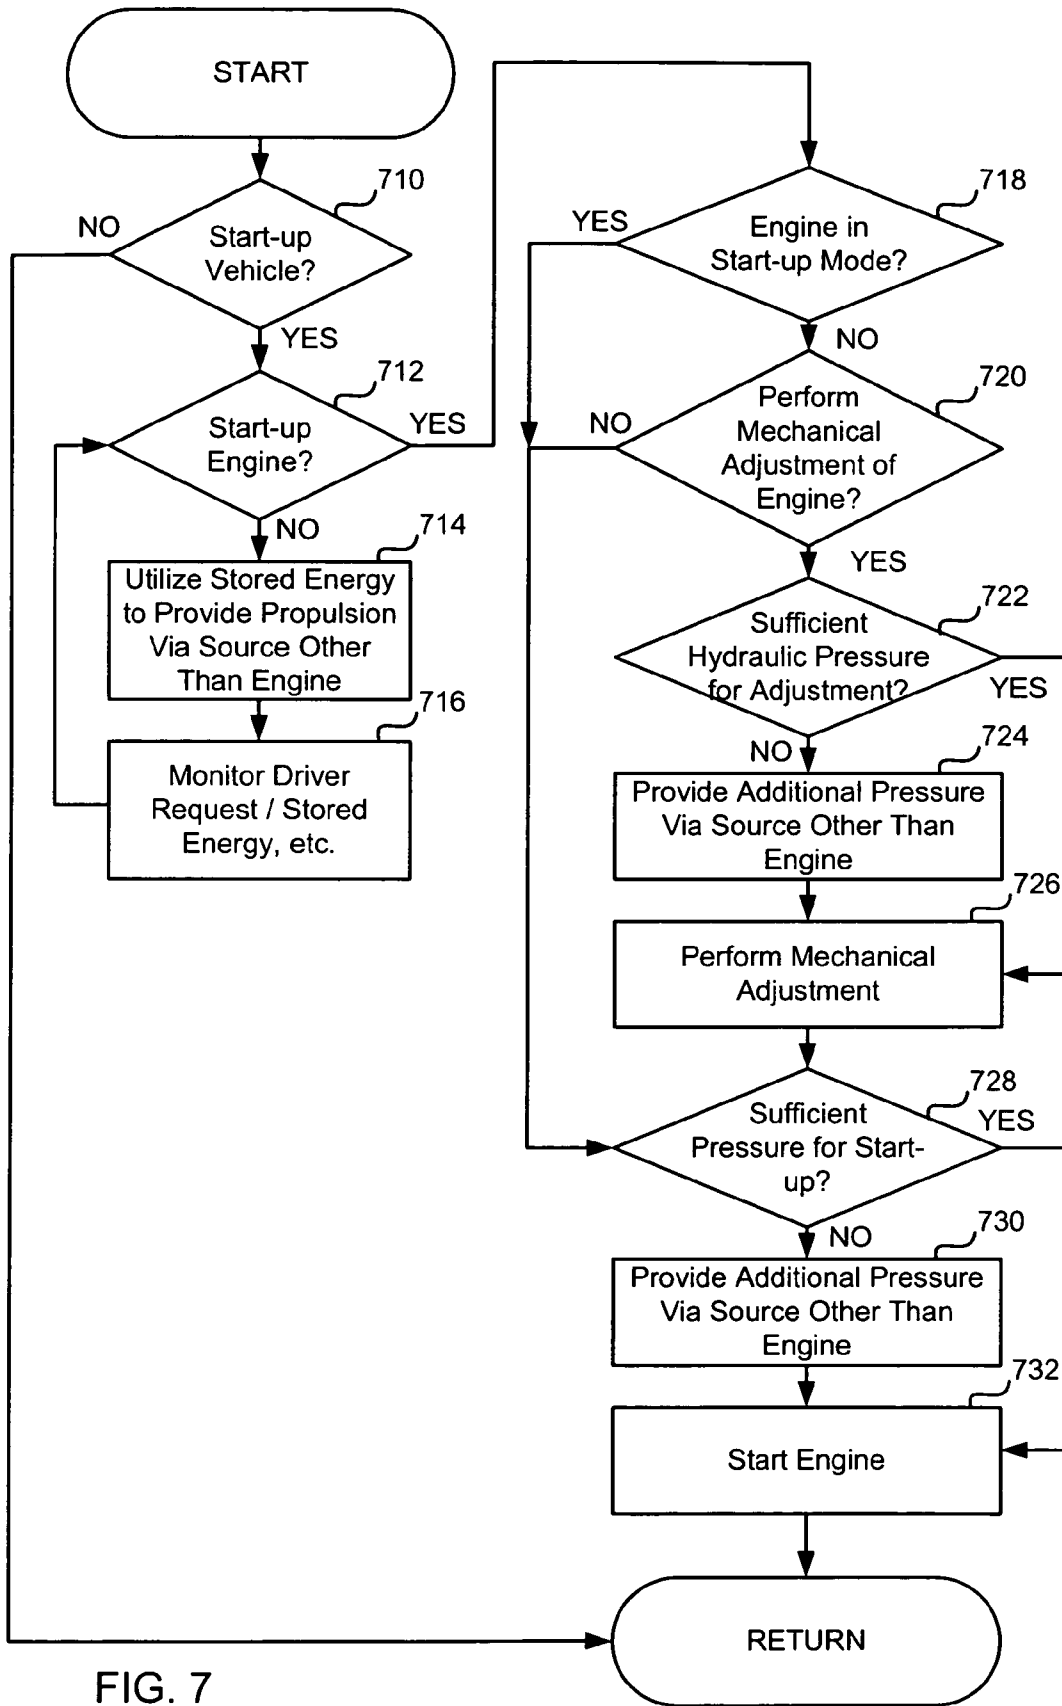 START
710
NO
Start-up
Vehicle?
YES
712
Start-up
Engine?
YES
NO
714
Utilize Stored Energy
to Provide Propulsion
Via Source Other
Than Engine
716
Monitor Driver
Request / Stored
Energy, etc.
718
YES
Engine in
Start-up Mode?
NO
720
NO
Perform
Mechanical
Adjustment of
Engine?
YES
722
Sufficient
Hydraulic Pressure
for Adjustment?
YES
NO
724
Provide Additional Pressure
Via Source Other Than
Engine
726
Perform Mechanical
Adjustment
728
Sufficient
Pressure for Start-
up?
YES
NO
730
Provide Additional Pressure
Via Source Other Than
Engine
732
Start Engine
RETURN
FIG. 7